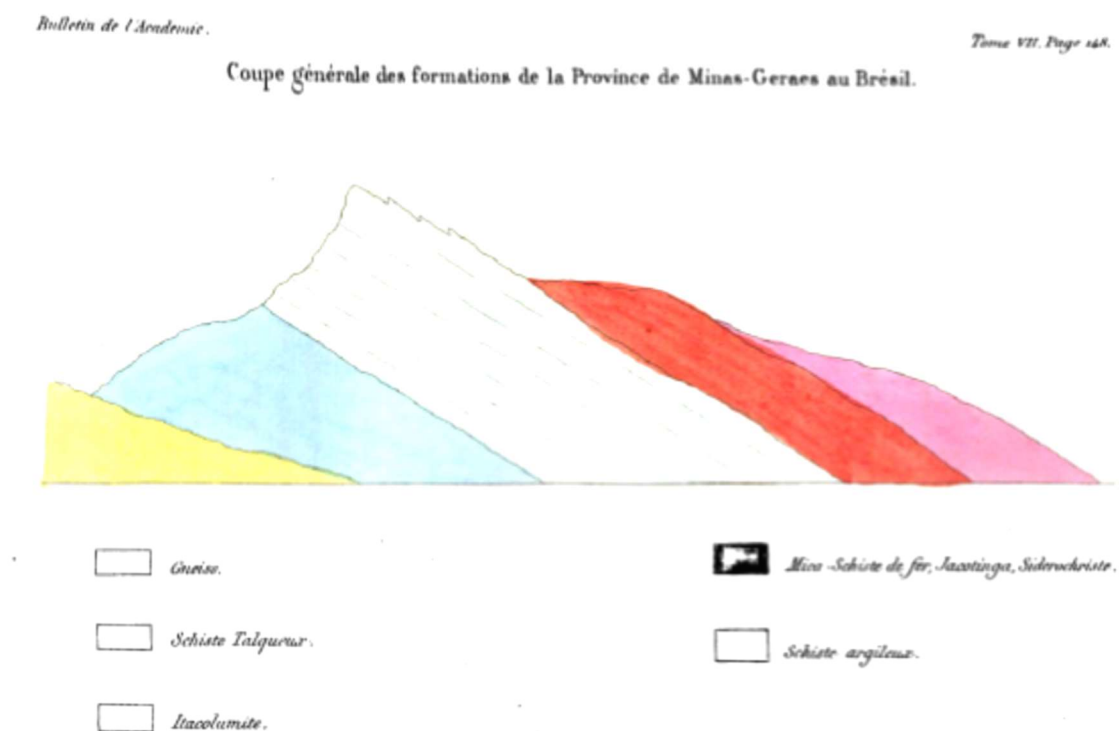 Bulletin de l'Academie.
Tome VII. Page 148.
Coupe générale des formations de la Province de Minas-Geraes au Brésil.
Gneiss.
Schiste Talqueux.
Itacolumite.
Mica-Schiste de fer, Jacotinga, Siderochriste.
Schiste argileux.